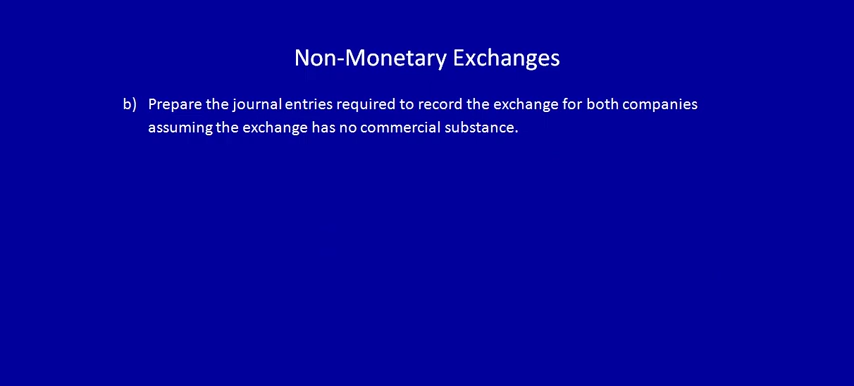 Non-Monetary Exchanges
b) Prepare the journal entries required to record the exchange for both companies
assuming the exchange has no commercial substance.